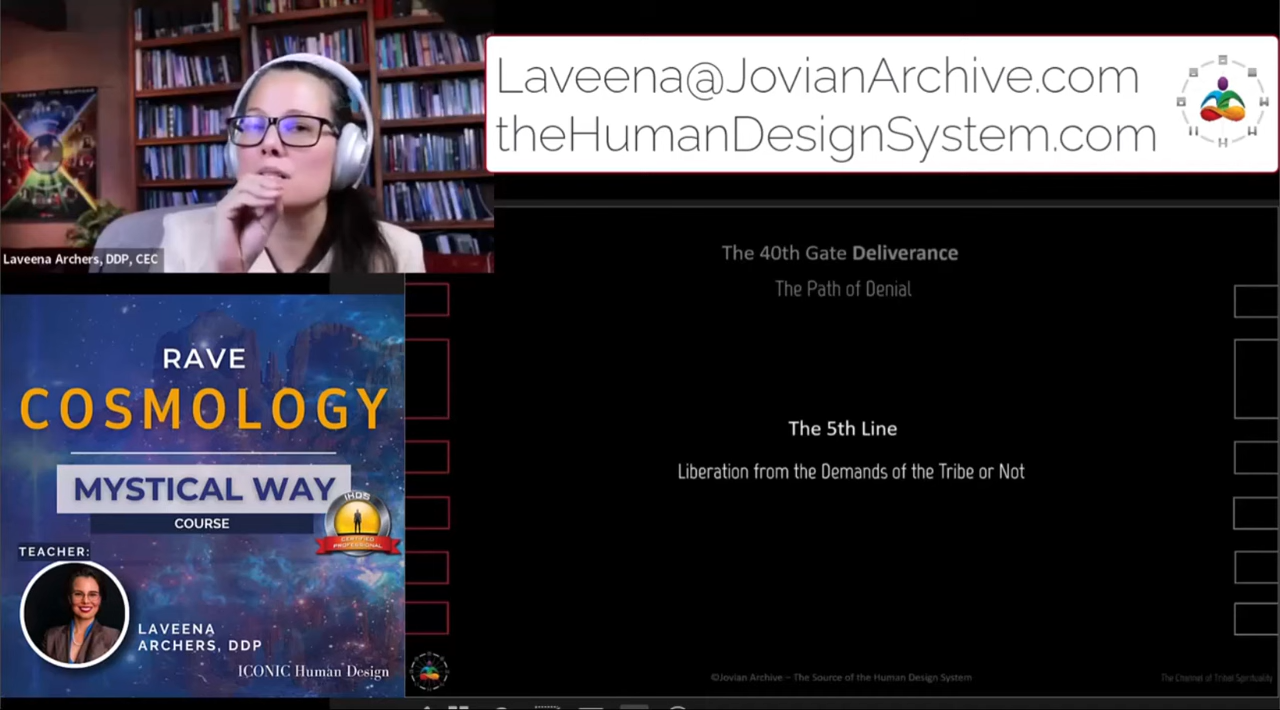 Laveena@JovianArchive.com
theHumanDesignSystem.com
Laveena Archers, DDP, CEC
The 40th Gate Deliverance
The Path of Denial
The 5th Line
Liberation from the Demands of the Tribe or Not
RAVE
COSMOLOGY
MYSTICAL WAY
COURSE
IHDS
CERTIFIED
PROFESSIONAL
TEACHER:
LAVEENA
ARCHERS, DDP
ICONIC Human Design
©Jovian Archive – The Source of the Human Design System
The Channel of Tribal Spirituality